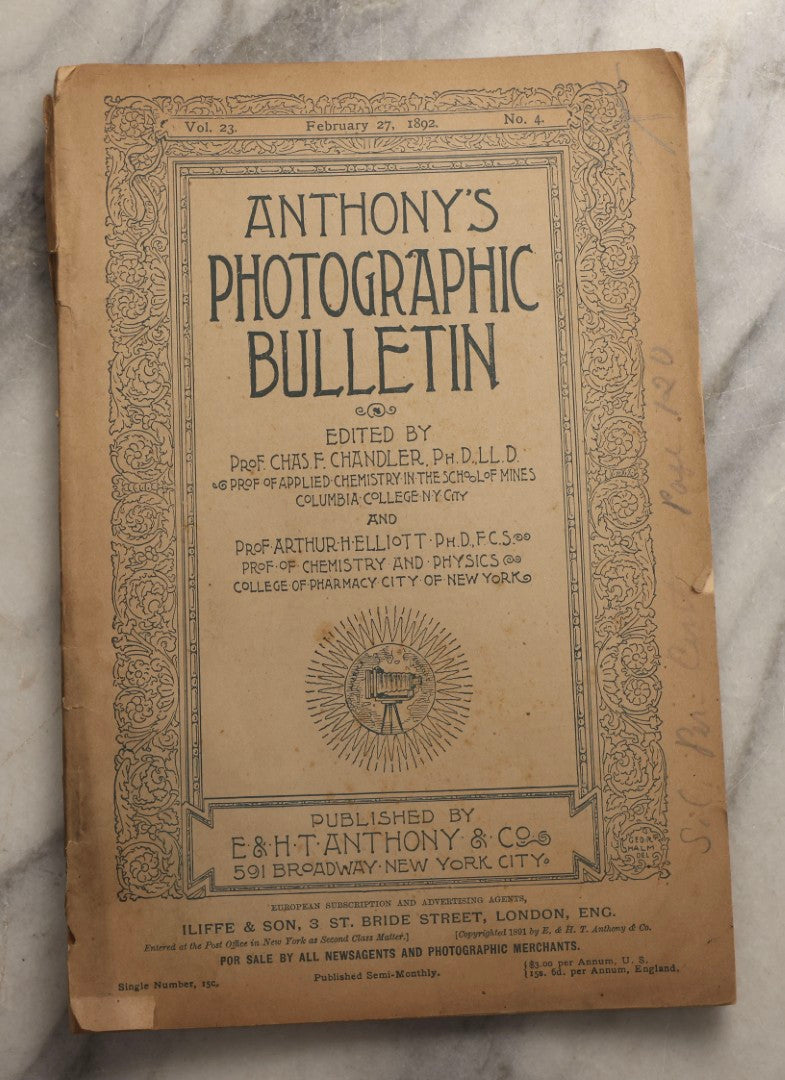 Vol. 23. February 27, 1892. No. 4.
ANTHONY'S
PHOTOGRAPHIC
BULLETIN
EDITED BY
PROF. CHAS. F. CHANDLER, PH.D., LL.D.
PROF OF APPLIED·CHEMISTRY·IN·THE SCHOOL OF MINES
COLUMBIA·COLLEGE·N·Y·CITY
AND
PROF·ARTHUR·H·ELLIOTT·PH.D, F.C.S.
PROF·OF·CHEMISTRY·AND·PHYSICS
COLLEGE·OF·PHARMACY·CITY OF·NEW YORK
PUBLISHED BY
E·&·H·T·ANTHONY·&·CO
591 BROADWAY·NEW YORK CITY.
GEO. R.
HALM
DEL.
EUROPEAN SUBSCRIPTION AND ADVERTISING AGENTS,
ILIFFE & SON, 3 ST. BRIDE STREET, LONDON, ENG.
Entered at the Post Office in New York as Second Class Matter.] [Copyrighted 1891 by E. & H. T. Anthony & Co.
FOR SALE BY ALL NEWSAGENTS AND PHOTOGRAPHIC MERCHANTS.
Single Number, 15c. Published Semi-Monthly. {$3.00 per Annum, U. S.
{15s. 6d. per Annum, England.
120